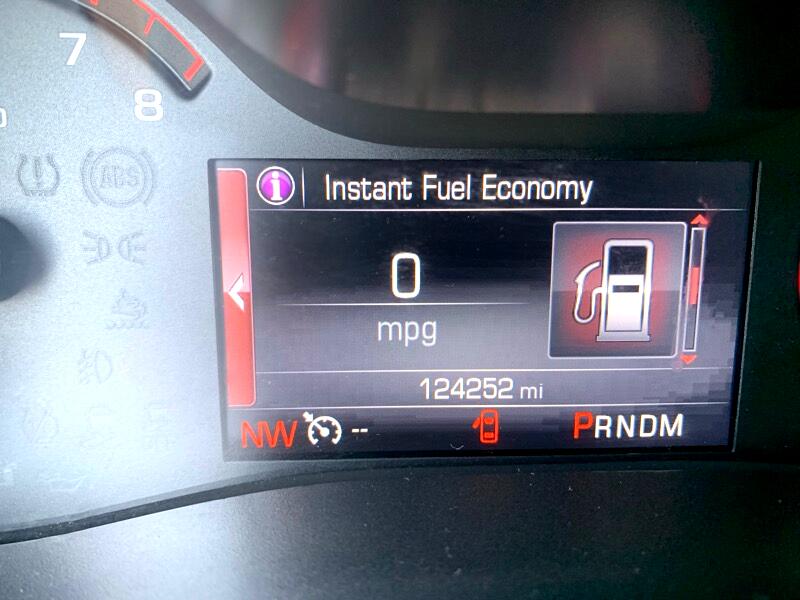 7
8
ABS
i Instant Fuel Economy
0
mpg
124252 mi
NW -- PRNDM